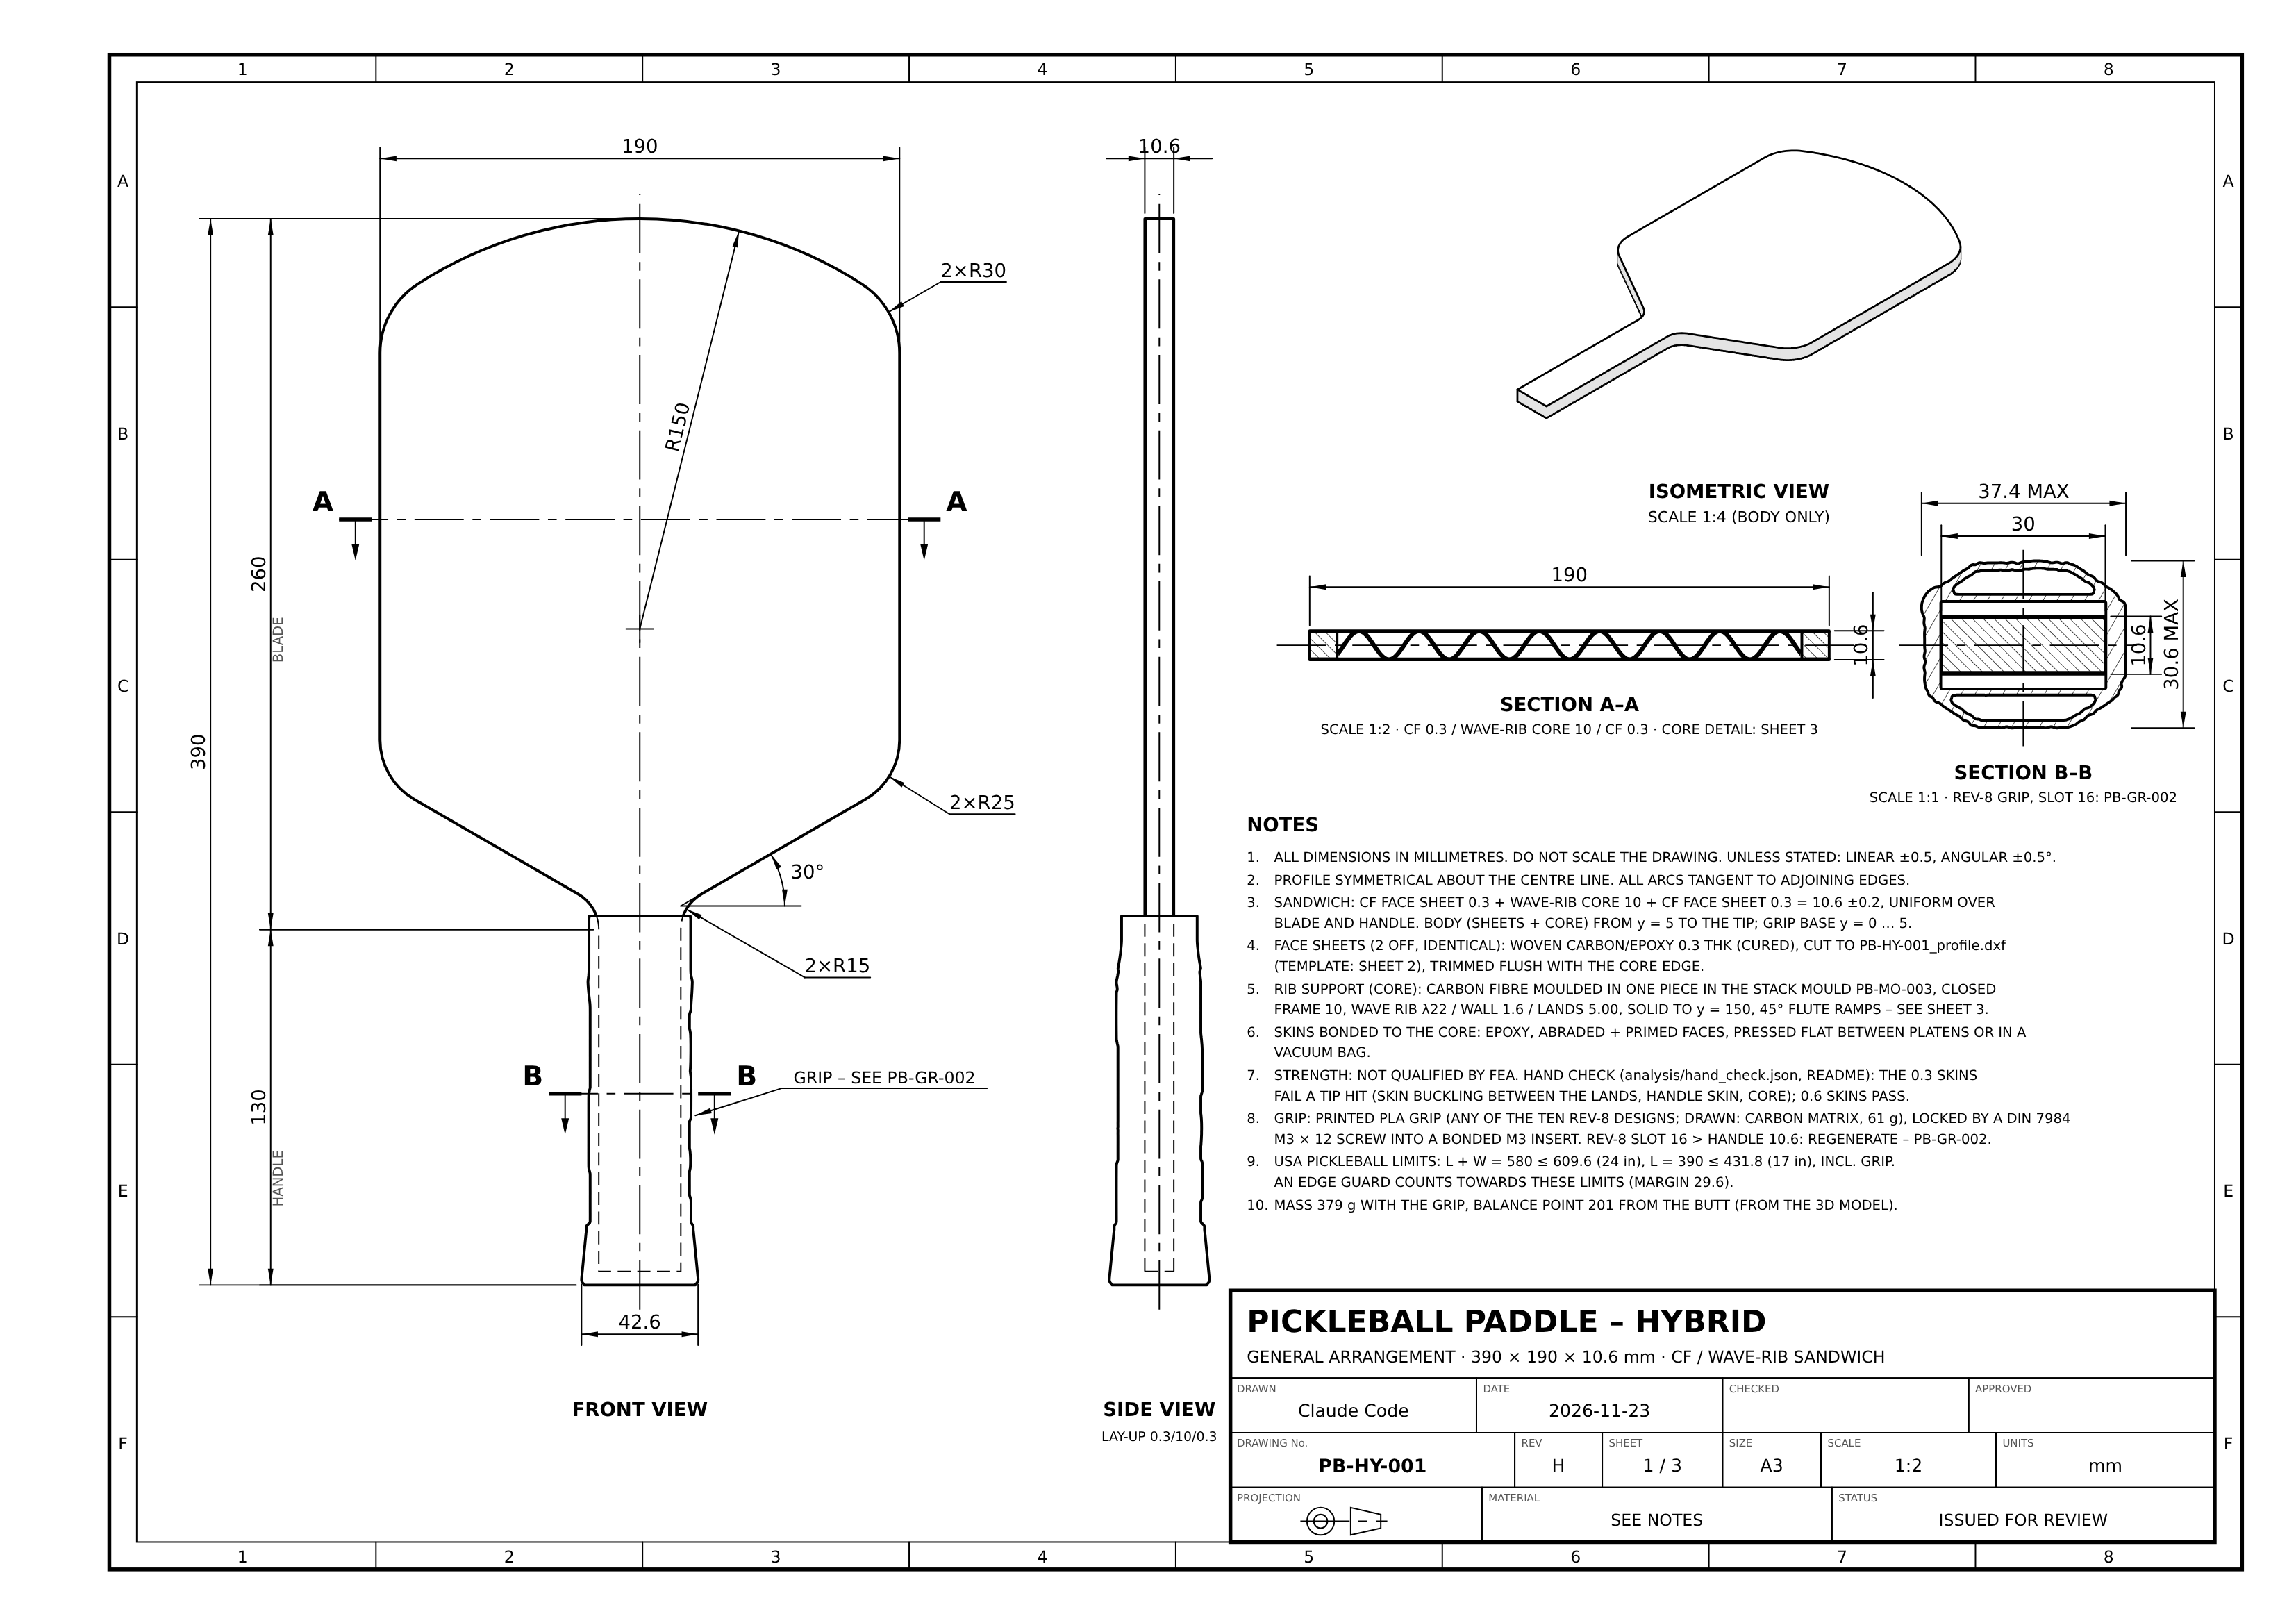 1 2 3 4 5 6 7 8
A A
B B
C C
D D
E E
F F
190
10.6
2×R30
R150
A A
260
BLADE
390
2×R25
30°
2×R15
B B
GRIP – SEE PB-GR-002
130
HANDLE
42.6
FRONT VIEW
SIDE VIEW
LAY-UP 0.3/10/0.3
ISOMETRIC VIEW
SCALE 1:4 (BODY ONLY)
190
10.6
SECTION A–A
SCALE 1:2 · CF 0.3 / WAVE-RIB CORE 10 / CF 0.3 · CORE DETAIL: SHEET 3
37.4 MAX
30
10.6
30.6 MAX
SECTION B–B
SCALE 1:1 · REV-8 GRIP, SLOT 16: PB-GR-002
NOTES
1. ALL DIMENSIONS IN MILLIMETRES. DO NOT SCALE THE DRAWING. UNLESS STATED: LINEAR ±0.5, ANGULAR ±0.5°.
2. PROFILE SYMMETRICAL ABOUT THE CENTRE LINE. ALL ARCS TANGENT TO ADJOINING EDGES.
3. SANDWICH: CF FACE SHEET 0.3 + WAVE-RIB CORE 10 + CF FACE SHEET 0.3 = 10.6 ±0.2, UNIFORM OVER
BLADE AND HANDLE. BODY (SHEETS + CORE) FROM y = 5 TO THE TIP; GRIP BASE y = 0 … 5.
4. FACE SHEETS (2 OFF, IDENTICAL): WOVEN CARBON/EPOXY 0.3 THK (CURED), CUT TO PB-HY-001_profile.dxf
(TEMPLATE: SHEET 2), TRIMMED FLUSH WITH THE CORE EDGE.
5. RIB SUPPORT (CORE): CARBON FIBRE MOULDED IN ONE PIECE IN THE STACK MOULD PB-MO-003, CLOSED
FRAME 10, WAVE RIB λ22 / WALL 1.6 / LANDS 5.00, SOLID TO y = 150, 45° FLUTE RAMPS – SEE SHEET 3.
6. SKINS BONDED TO THE CORE: EPOXY, ABRADED + PRIMED FACES, PRESSED FLAT BETWEEN PLATENS OR IN A
VACUUM BAG.
7. STRENGTH: NOT QUALIFIED BY FEA. HAND CHECK (analysis/hand_check.json, README): THE 0.3 SKINS
FAIL A TIP HIT (SKIN BUCKLING BETWEEN THE LANDS, HANDLE SKIN, CORE); 0.6 SKINS PASS.
8. GRIP: PRINTED PLA GRIP (ANY OF THE TEN REV-8 DESIGNS; DRAWN: CARBON MATRIX, 61 g), LOCKED BY A DIN 7984
M3 × 12 SCREW INTO A BONDED M3 INSERT. REV-8 SLOT 16 > HANDLE 10.6: REGENERATE – PB-GR-002.
9. USA PICKLEBALL LIMITS: L + W = 580 ≤ 609.6 (24 in), L = 390 ≤ 431.8 (17 in), INCL. GRIP.
AN EDGE GUARD COUNTS TOWARDS THESE LIMITS (MARGIN 29.6).
10. MASS 379 g WITH THE GRIP, BALANCE POINT 201 FROM THE BUTT (FROM THE 3D MODEL).
PICKLEBALL PADDLE – HYBRID
GENERAL ARRANGEMENT · 390 × 190 × 10.6 mm · CF / WAVE-RIB SANDWICH
DRAWN DATE CHECKED APPROVED
Claude Code 2026-11-23
DRAWING No. REV SHEET SIZE SCALE UNITS
PB-HY-001 H 1 / 3 A3 1:2 mm
PROJECTION MATERIAL STATUS
SEE NOTES ISSUED FOR REVIEW
1 2 3 4 5 6 7 8